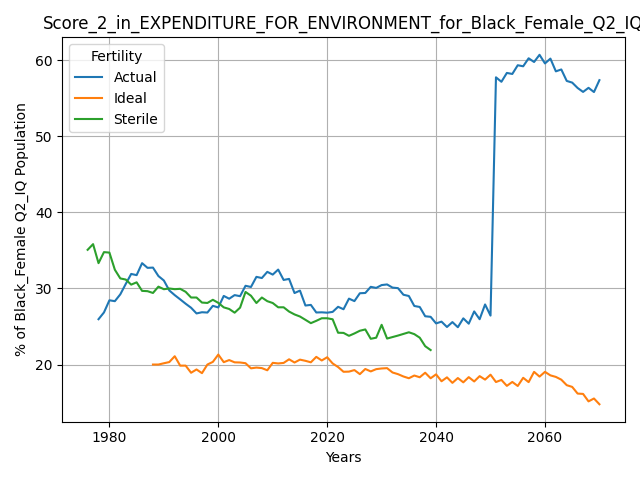 Score_2_in_EXPENDITURE_FOR_ENVIRONMENT_for_Black_Female_Q2_IQ
Fertility
Actual
Ideal
Sterile
% of Black_Female Q2_IQ Population
60
50
40
30
20
1980
2000
2020
2040
2060
Years